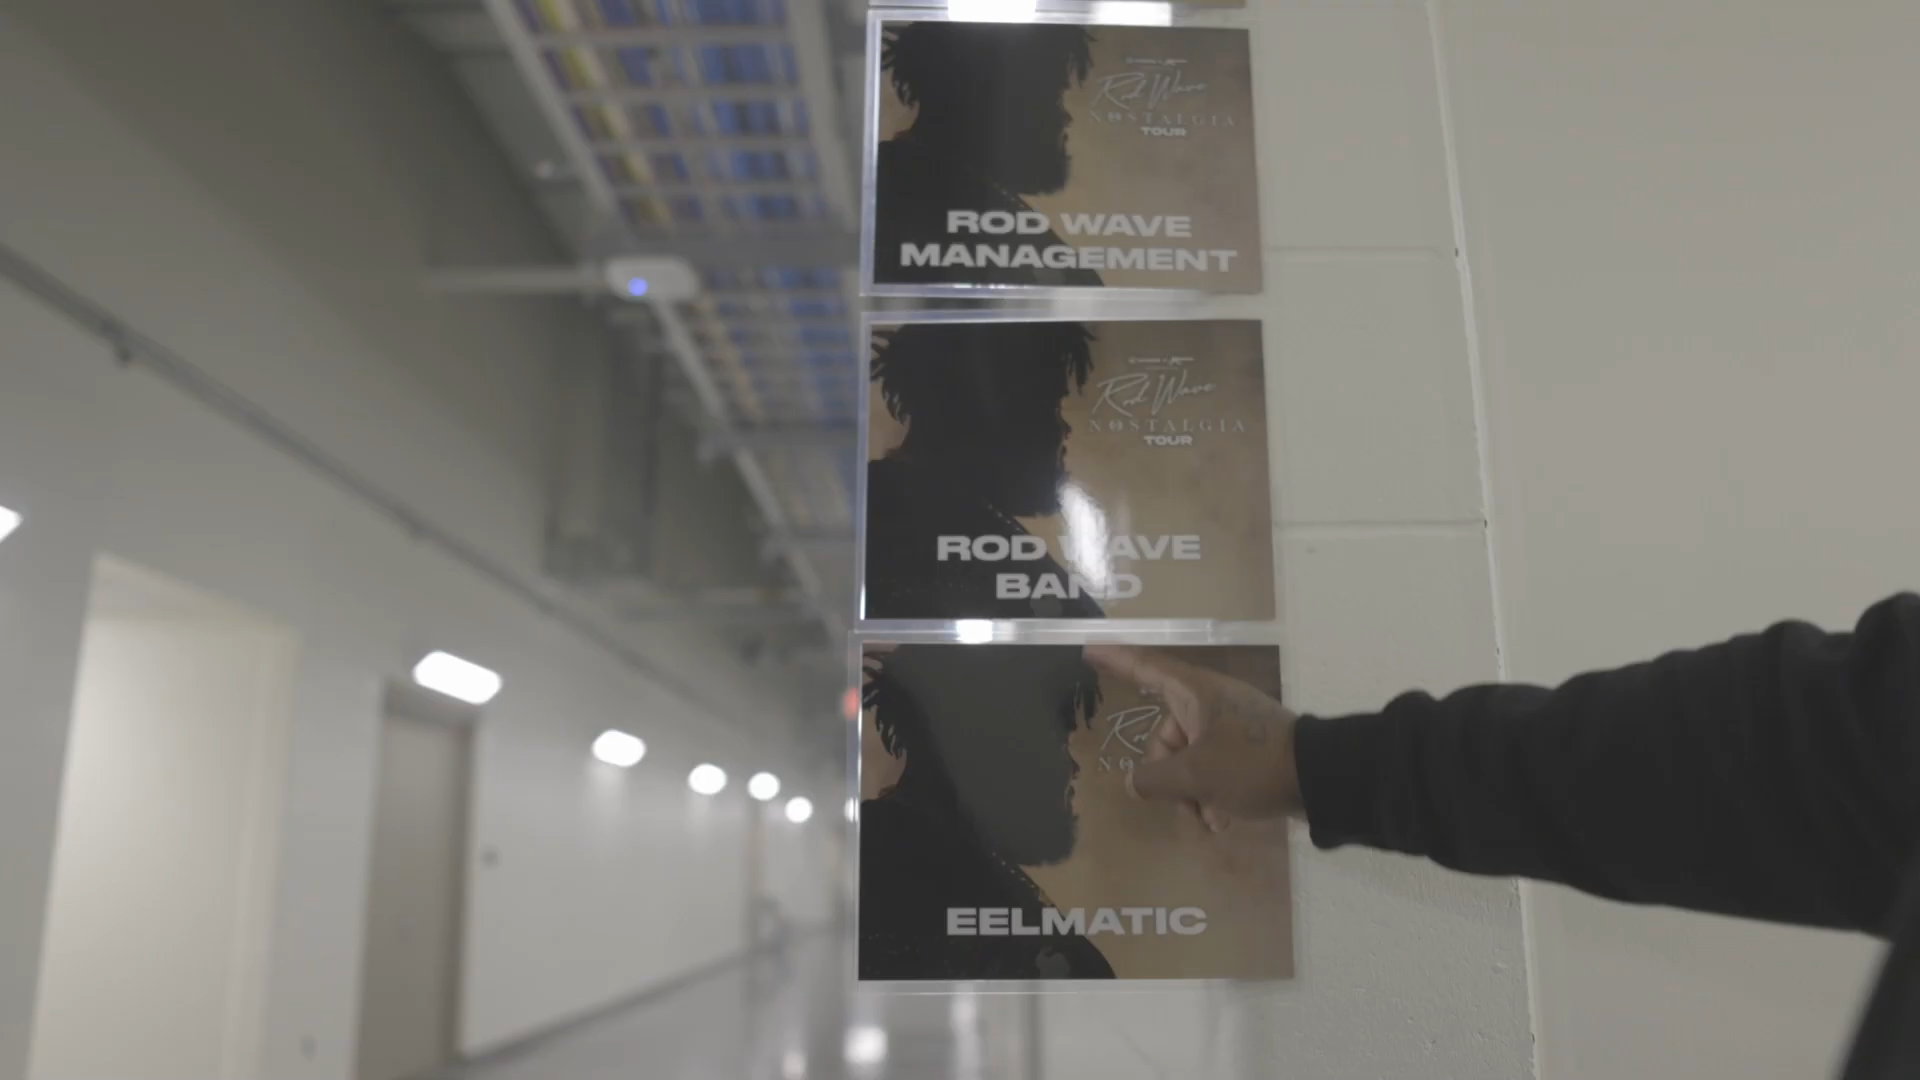 Rod Wave
NOSTALGIA
TOUR
ROD WAVE
MANAGEMENT
Rod Wave
NOSTALGIA
TOUR
ROD WAVE
BAND
EELMATIC